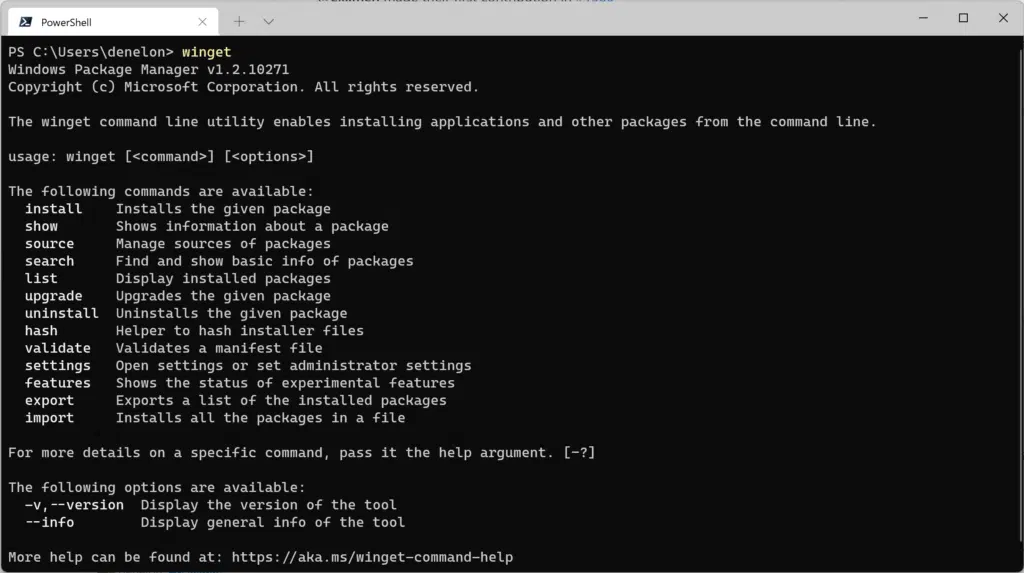 PowerShell
PS C:\Users\denelon> winget
Windows Package Manager v1.2.10271
Copyright (c) Microsoft Corporation. All rights reserved.
The winget command line utility enables installing applications and other packages from the command line.
usage: winget [<command>] [<options>]
The following commands are available:
install    Installs the given package
show       Shows information about a package
source     Manage sources of packages
search     Find and show basic info of packages
list       Display installed packages
upgrade    Upgrades the given package
uninstall  Uninstalls the given package
hash       Helper to hash installer files
validate   Validates a manifest file
settings   Open settings or set administrator settings
features   Shows the status of experimental features
export     Exports a list of the installed packages
import     Installs all the packages in a file
For more details on a specific command, pass it the help argument. [-?]
The following options are available:
-v,--version  Display the version of the tool
--info        Display general info of the tool
More help can be found at: https://aka.ms/winget-command-help